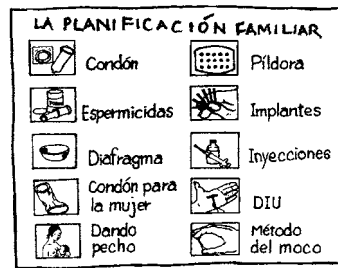 LA PLANIFICACIÓN FAMILIAR
Condón
Píldora
Espermicidas
Implantes
Diafragma
Inyecciones
Condón para
la mujer
DIU
Dando
pecho
Método
del moco